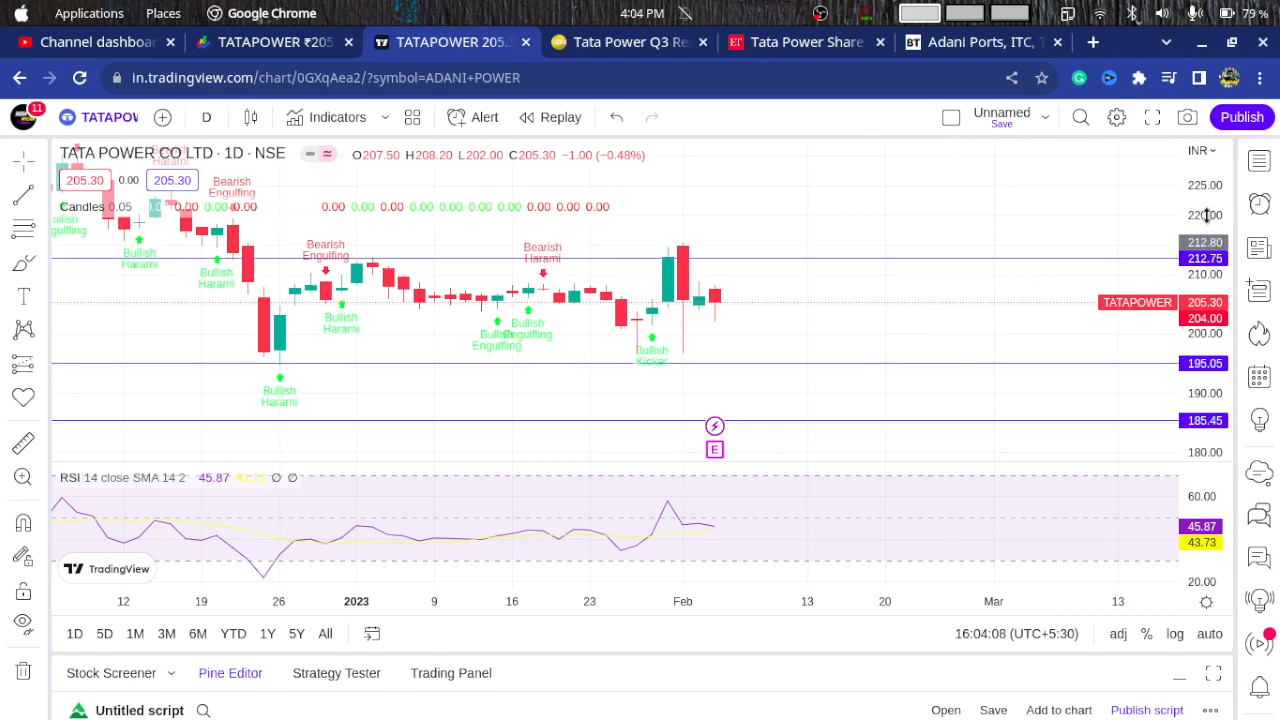 Applications Places Google Chrome 4:04 PM 79 %
Channel dashboa TATAPOWER ₹205 TATAPOWER 205. Tata Power Q3 Re Tata Power Share Adani Ports, ITC, T
in.tradingview.com/chart/0GXqAea2/?symbol=ADANI+POWER
11 TATAPOV D Indicators Alert Replay Unnamed Save Publish
TATA POWER CO LTD · 1D · NSE O207.50 H208.20 L202.00 C205.30 −1.00 (−0.48%) INR
205.30 0.00 205.30
Candles 0.05 0.00 0.00 0.00 0.00 0.00 0.00 0.00 0.00 0.00 0.00 0.00 0.00
Bearish
Engulfing
Bullish
Harami
Bullish
Harami
Bullish
Harami
Bearish
Engulfing
Bullish
Harami
Bullish
Engulfing
Bullish
Engulfing
Bearish
Harami
Bullish
Kicker
225.00
220.00
212.80
212.75
210.00
TATAPOWER 205.30
204.00
200.00
195.05
190.00
185.45
180.00
E
RSI 14 close SMA 14 2 45.87 43.73 ∅ ∅
60.00
45.87
43.73
20.00
TradingView
12 19 26 2023 9 16 23 Feb 13 20 Mar 13
1D 5D 1M 3M 6M YTD 1Y 5Y All 16:04:08 (UTC+5:30) adj % log auto
Stock Screener Pine Editor Strategy Tester Trading Panel
Untitled script Open Save Add to chart Publish script